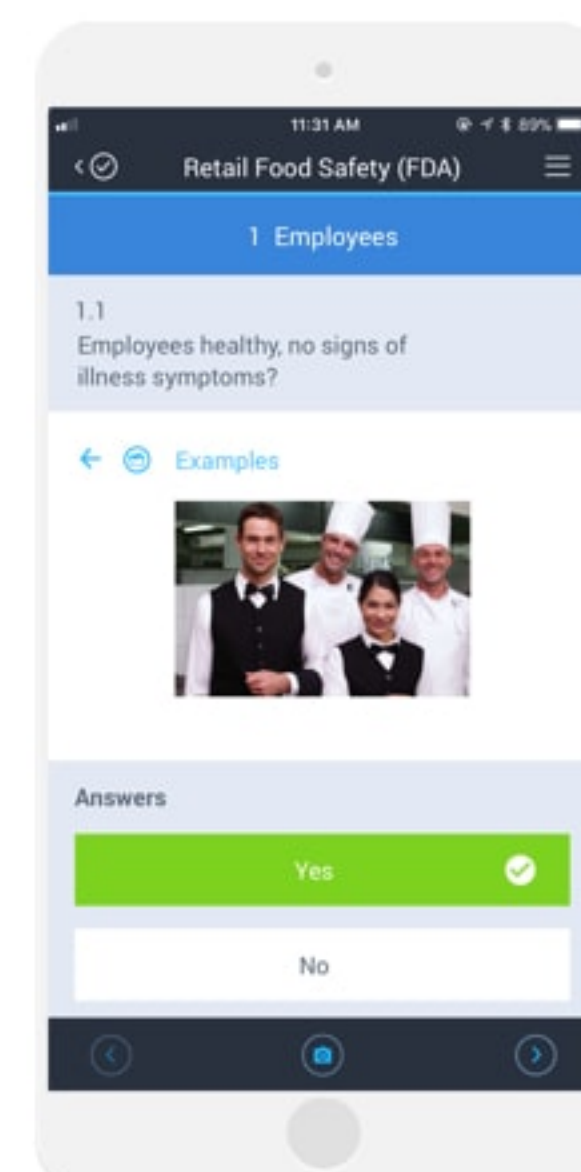 11:31 AM 89%
Retail Food Safety (FDA)
1 Employees
1.1
Employees healthy, no signs of
illness symptoms?
Examples
Answers
Yes
No